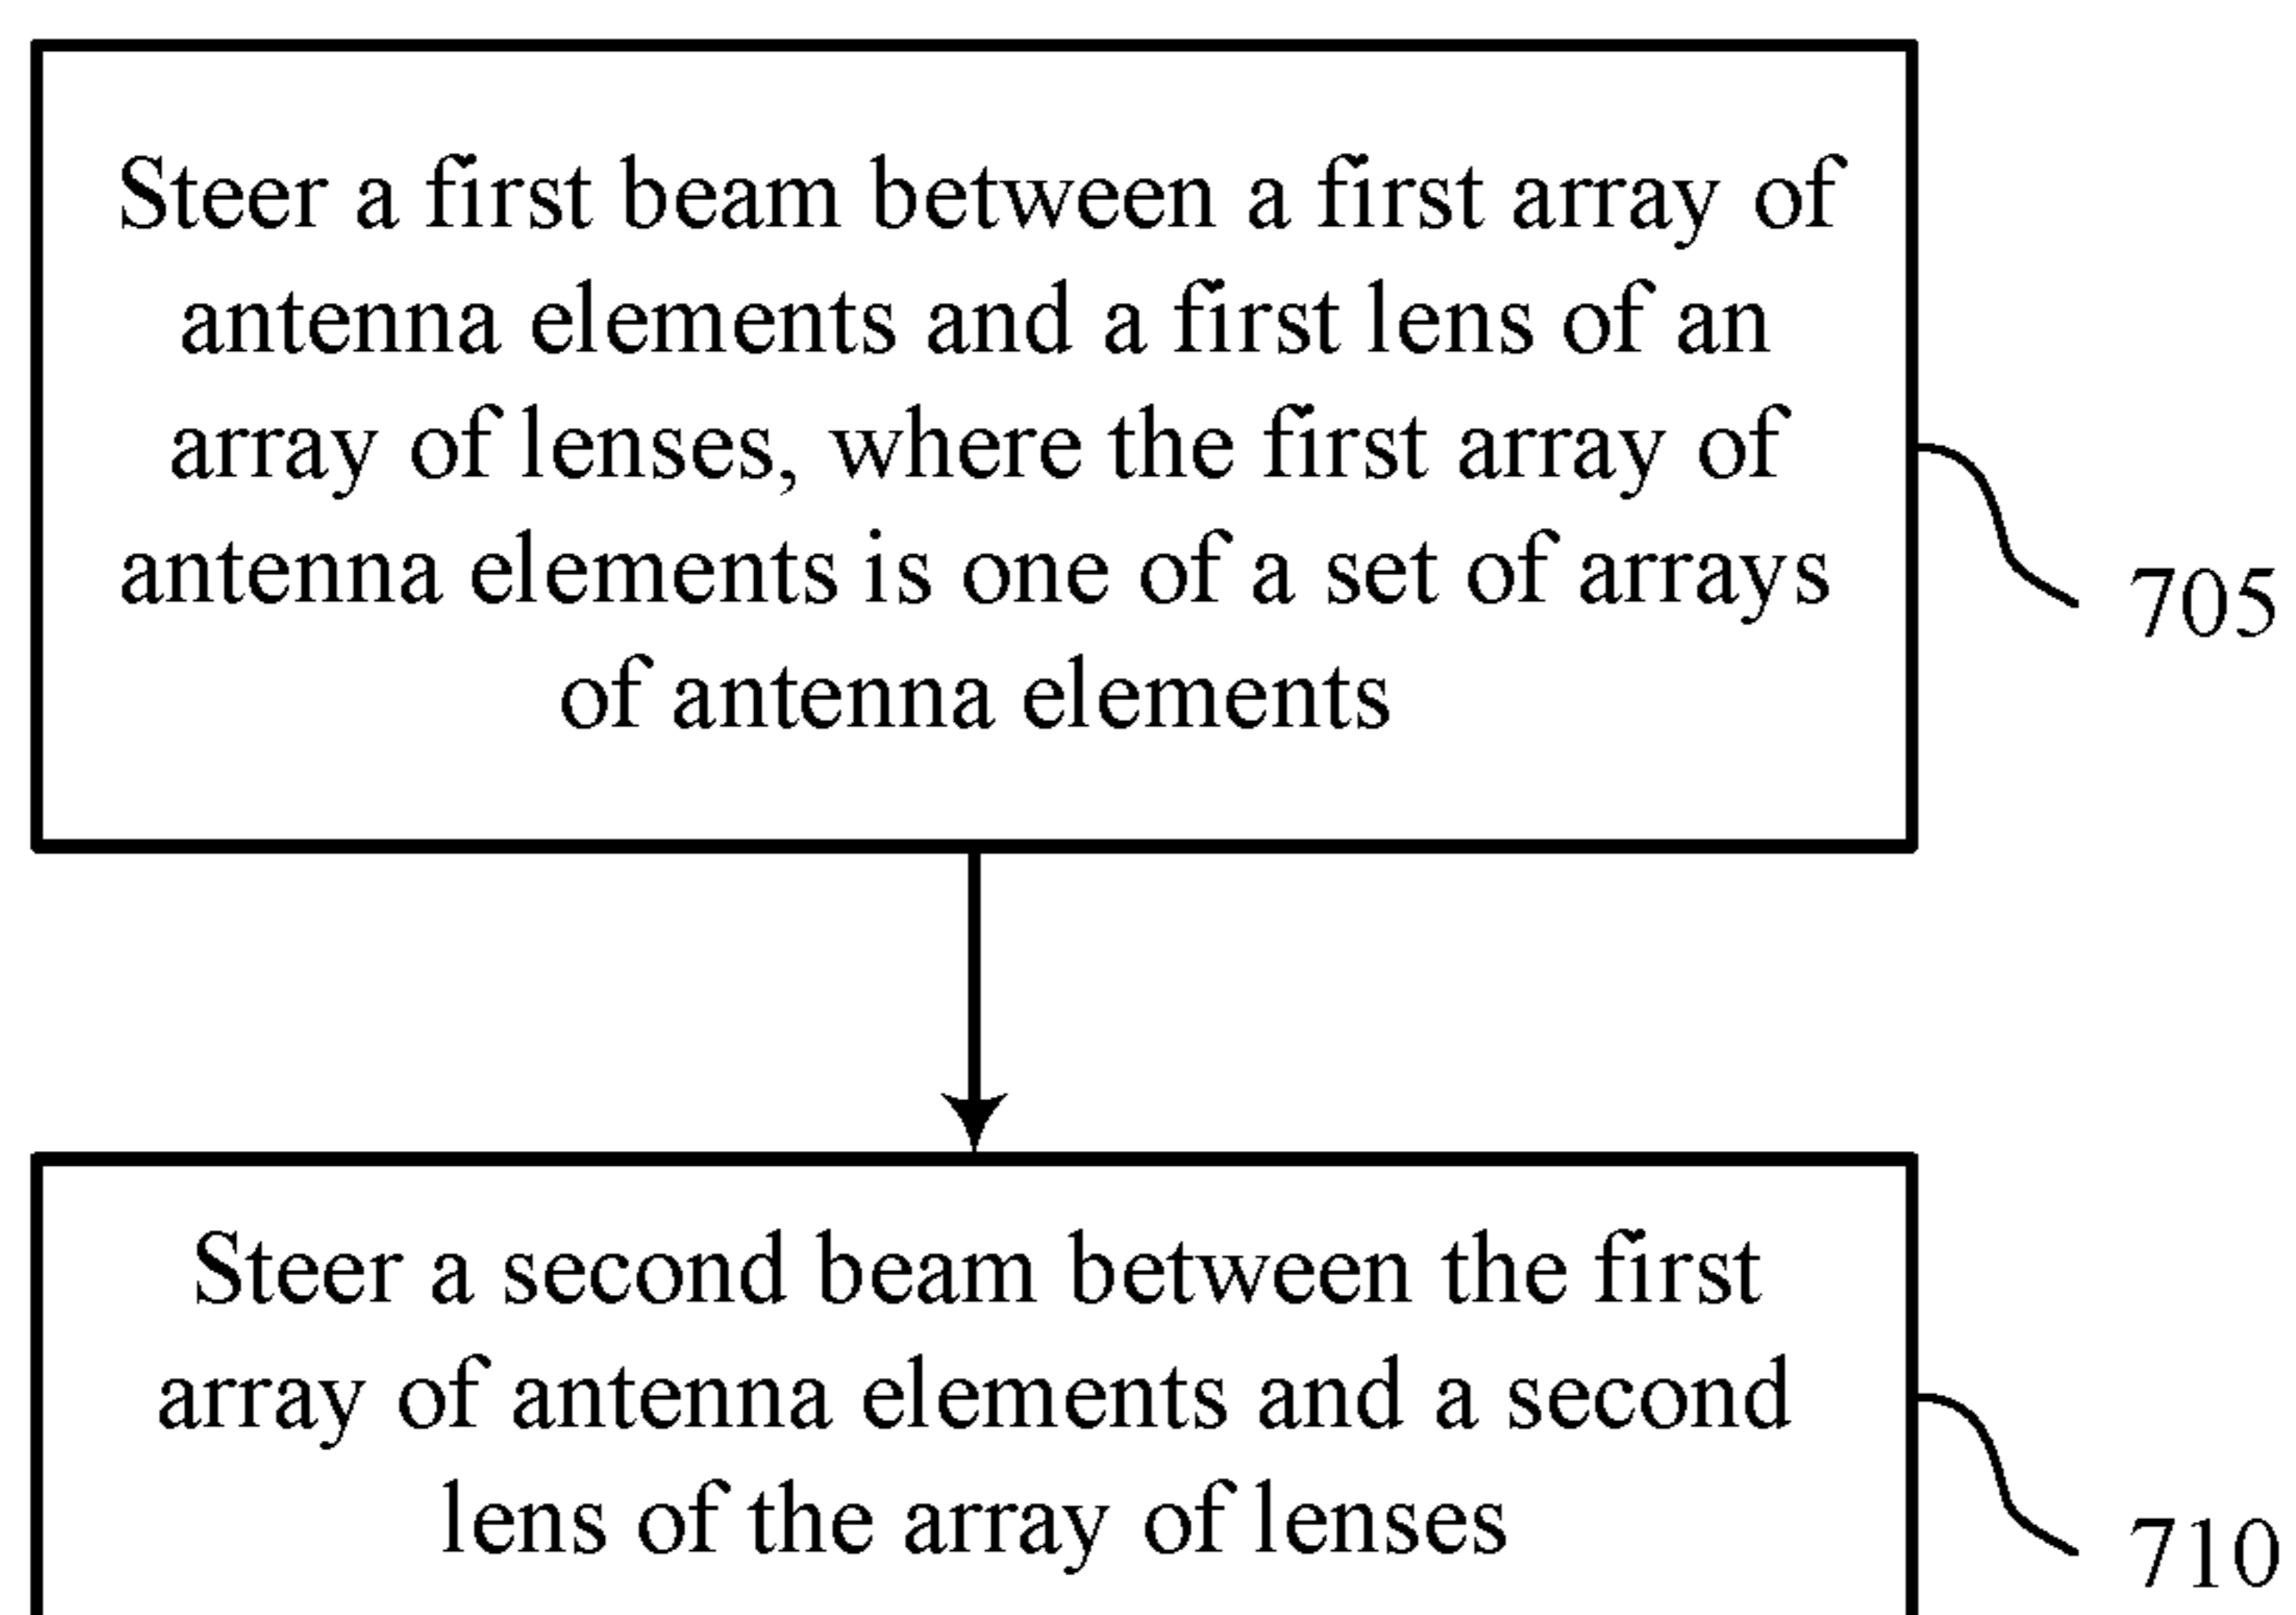 Steer a first beam between a first array of
antenna elements and a first lens of an
array of lenses, where the first array of
antenna elements is one of a set of arrays
of antenna elements
705
Steer a second beam between the first
array of antenna elements and a second
lens of the array of lenses
710